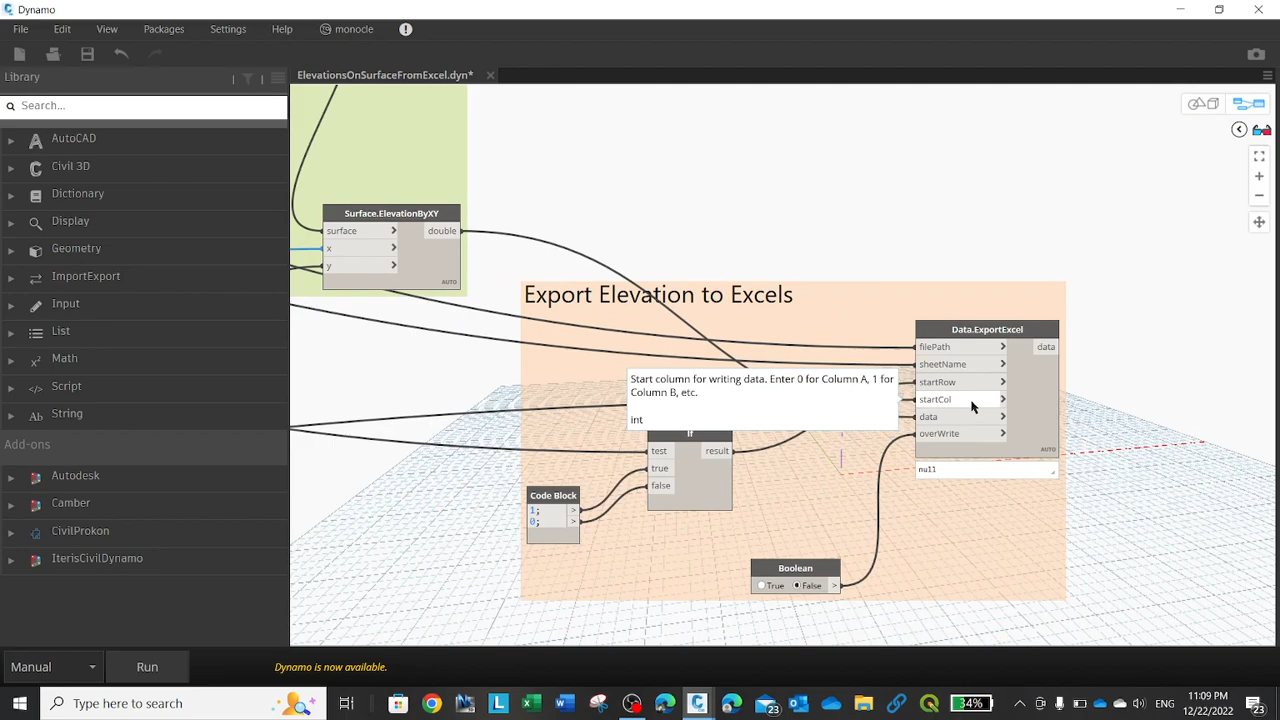 Dynamo
File Edit View Packages Settings Help monocle
Library
ElevationsOnSurfaceFromExcel.dyn*
Search...
AutoCAD
Civil 3D
Dictionary
Display
Geometry
ImportExport
Input
List
Math
Script
String
Add-ons
Autodesk
Camber
CivilProkon
IterisCivilDynamo
Surface.ElevationByXY
surface > double
x >
y >
AUTO
Export Elevation to Excels
Data.ExportExcel
filePath > data
sheetName >
startRow >
startCol >
data >
overWrite >
AUTO
null
Start column for writing data. Enter 0 for Column A, 1 for
Column B, etc.
int
If
test result
true
false
Code Block
1; >
0; >
Boolean
True False >
Manual Run Dynamo is now available.
Type here to search
23
34%
ENG
11:09 PM
12/22/2022
23